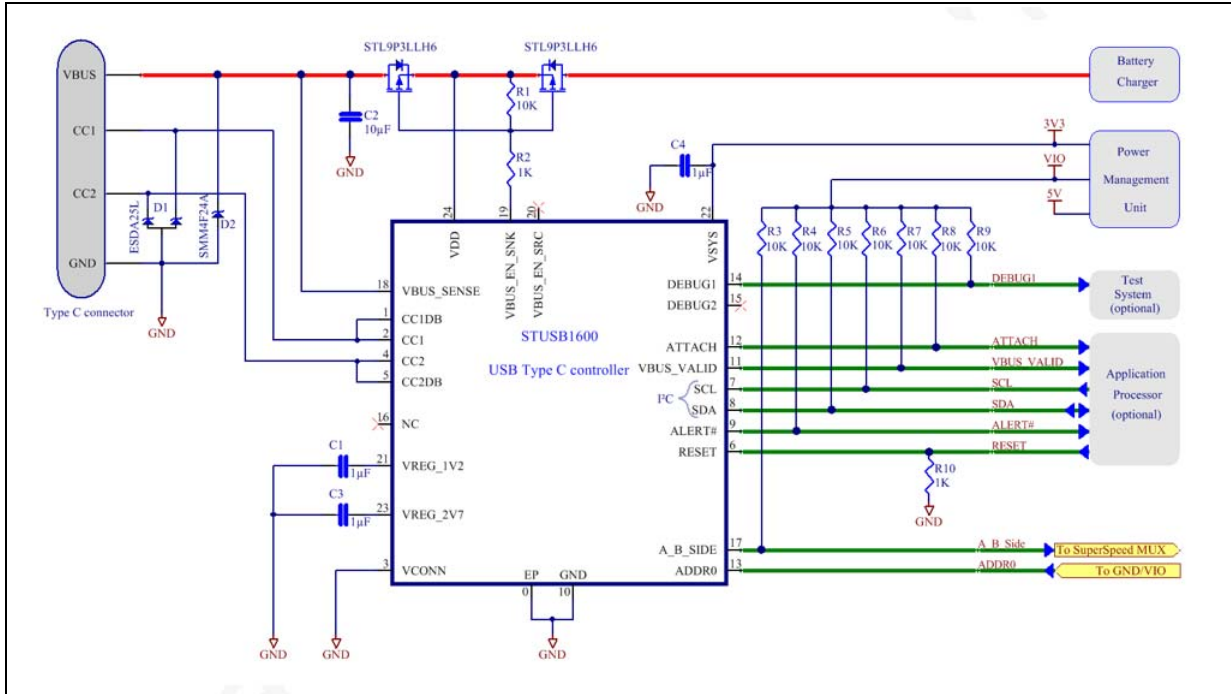 STL9P3LLH6
STL9P3LLH6
VBUS
CC1
CC2
GND
Type C connector
ESDA25L
D1
SMM4F24A
D2
GND
C2
10µF
GND
R1
10K
R2
1K
C4
1µF
GND
Battery
Charger
3V3
VIO
5V
Power
Management
Unit
24
19
20
22
VDD
VBUS_EN_SNK
VBUS_EN_SRC
VSYS
R3
10K
R4
10K
R5
10K
R6
10K
R7
10K
R8
10K
R9
10K
18
VBUS_SENSE
1
CC1DB
2
CC1
4
CC2
5
CC2DB
16
NC
21
VREG_1V2
23
VREG_2V7
3
VCONN
STUSB1600
USB Type C controller
I²C
DEBUG1
14
DEBUG1
DEBUG2
15
ATTACH
12
ATTACH
VBUS_VALID
11
VBUS_VALID
SCL
7
SCL
SDA
8
SDA
ALERT#
9
ALERT#
RESET
6
RESET
Test
System
(optional)
Application
Processor
(optional)
R10
1K
GND
A_B_SIDE
17
A_B_Side
To SuperSpeed MUX
ADDR0
13
ADDR0
To GND/VIO
C1
1µF
C3
1µF
EP
GND
0
10
GND
GND
GND